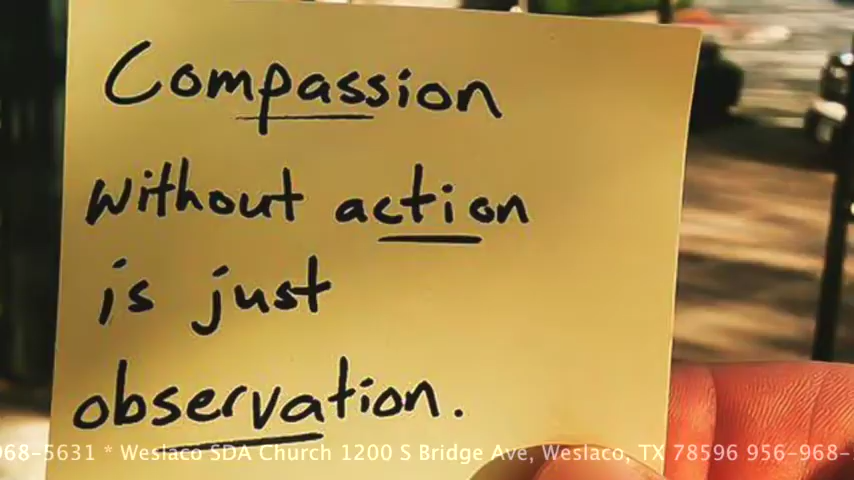 Compassion
without action
is just
observation.
968-5631 * Weslaco SDA Church 1200 S Bridge Ave, Weslaco, TX 78596 956-968-